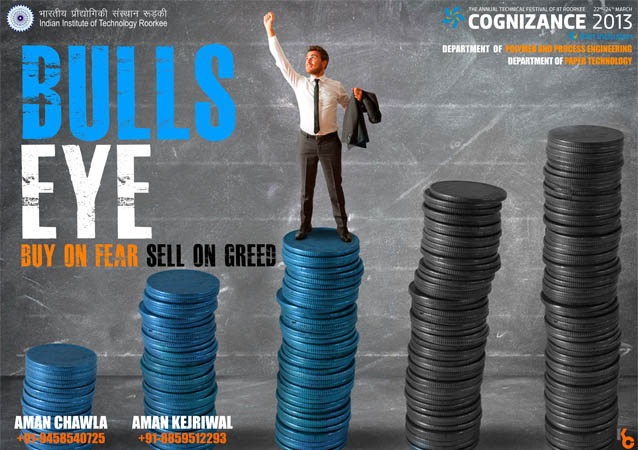 भारतीय प्रौद्योगिकी संस्थान रूड़की
Indian Institute of Technology Roorkee
THE ANNUAL TECHNICAL FESTIVAL OF IIT ROORKEE 22ND-24TH MARCH
COGNIZANCE 2013
DEPARTMENT OF POLYMER AND PROCESS ENGINEERING
DEPARTMENT OF PAPER TECHNOLOGY
BULLS
EYE
BUY ON FEAR SELL ON GREED
AMAN CHAWLA
+91-9458540725
AMAN KEJRIWAL
+91-8859512293